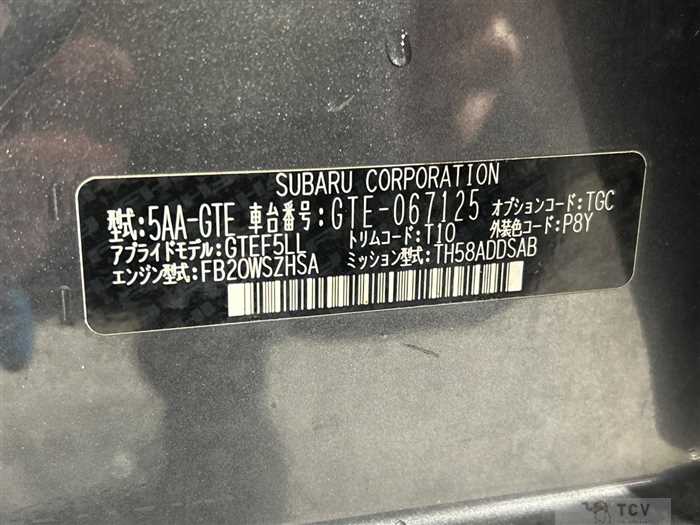 SUBARU CORPORATION
型式:5AA-GTE 車台番号:GTE-067125 オプションコード:TGC
アプライドモデル:GTEF5LL トリムコード:T10 外装色コード:P8Y
エンジン型式:FB20WSZHSA ミッション型式:TH58ADDSAB
TCV